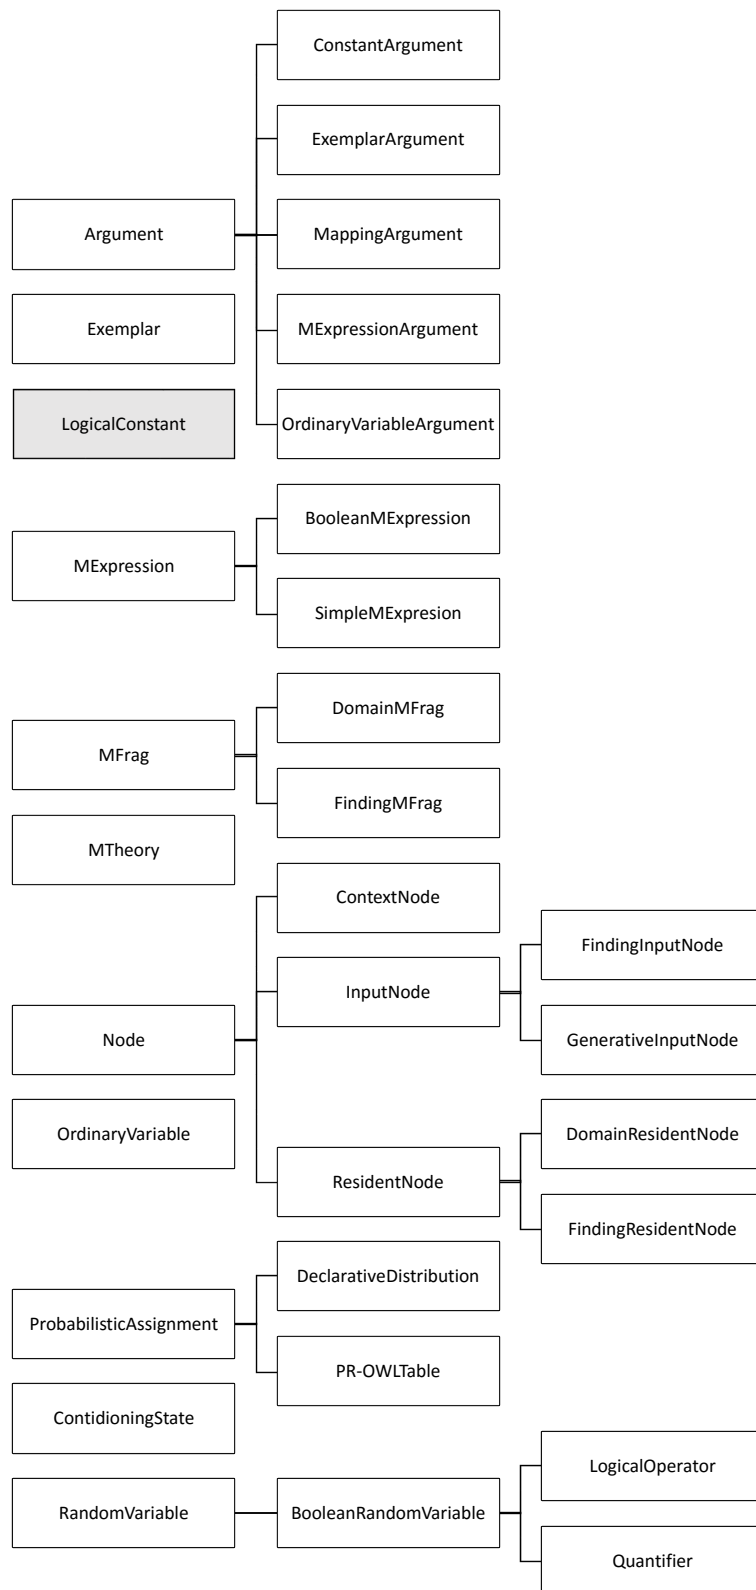 ConstantArgument
ExemplarArgument
Argument
MappingArgument
Exemplar
MExpressionArgument
LogicalConstant
OrdinaryVariableArgument
BooleanMExpression
MExpression
SimpleMExpresion
DomainMFrag
MFrag
FindingMFrag
MTheory
ContextNode
FindingInputNode
InputNode
Node
GenerativeInputNode
OrdinaryVariable
DomainResidentNode
ResidentNode
FindingResidentNode
DeclarativeDistribution
ProbabilisticAssignment
PR-OWLTable
ContidioningState
LogicalOperator
RandomVariable
BooleanRandomVariable
Quantifier